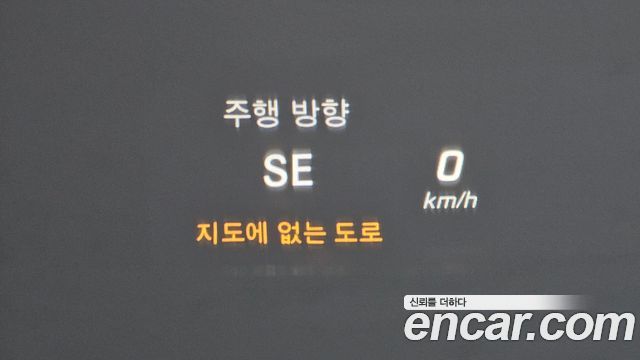 주행 방향
SE
0
km/h
지도에 없는 도로
신뢰를 더하다
encar.com